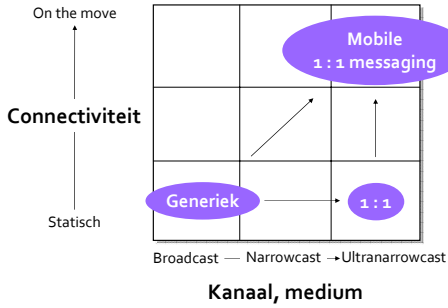 On the move
Mobile
1 : 1 messaging
Connectiviteit
Generiek
1 : 1
Statisch
Broadcast
Narrowcast
Ultranarrowcast
Kanaal, medium